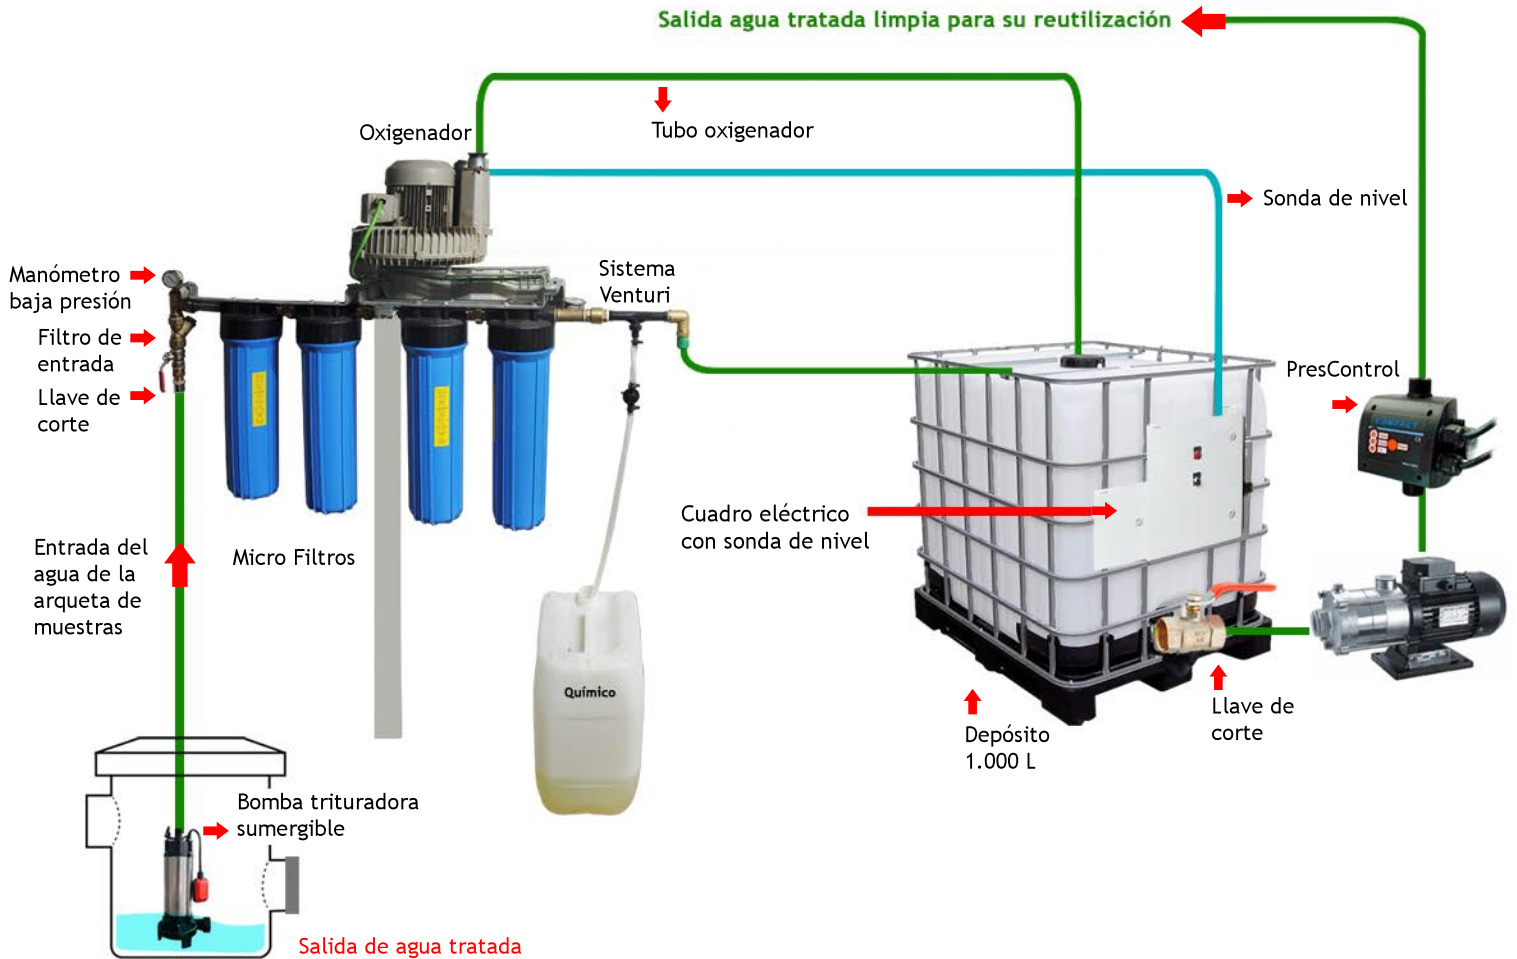 Salida agua tratada limpia para su reutilización
Oxigenador
Tubo oxigenador
Sonda de nivel
Manómetro
baja presión
Sistema
Venturi
Filtro de
entrada
Llave de
corte
PresControl
COMPACT
Cuadro eléctrico
con sonda de nivel
Entrada del
agua de la
arqueta de
muestras
Micro Filtros
Químico
Llave de
corte
Depósito
1.000 L
Bomba trituradora
sumergible
Salida de agua tratada